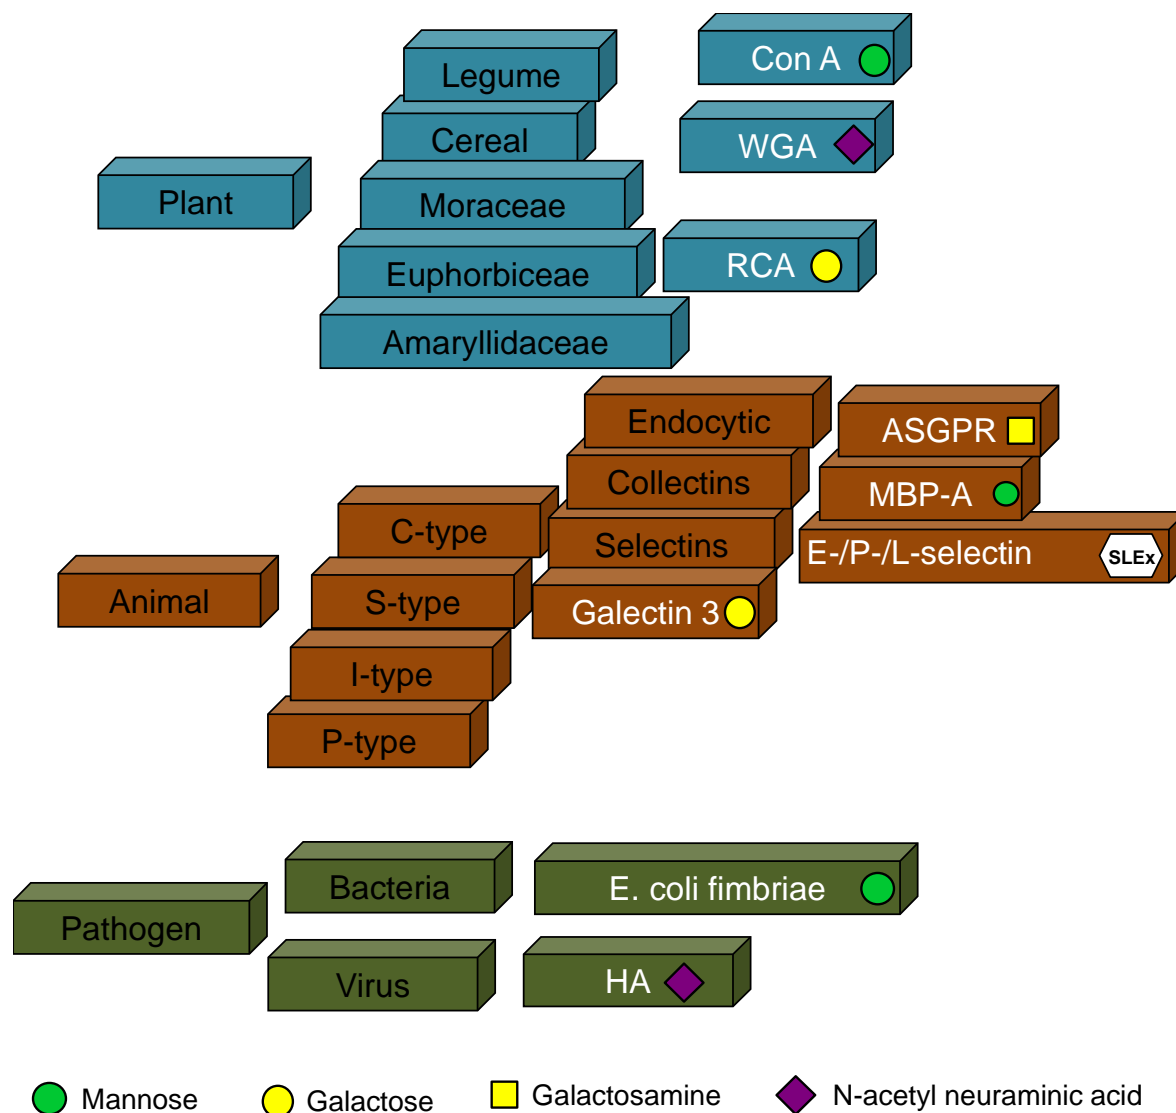 Legume
Con A
Cereal
WGA
Plant
Moraceae
Euphorbiceae
RCA
Amaryllidaceae
Endocytic
ASGPR
Collectins
MBP-A
C-type
Selectins
E-/P-/L-selectin
SLEx
Animal
S-type
Galectin 3
I-type
P-type
Bacteria
E. coli fimbriae
Pathogen
Virus
HA
Mannose
Galactose
Galactosamine
N-acetyl neuraminic acid